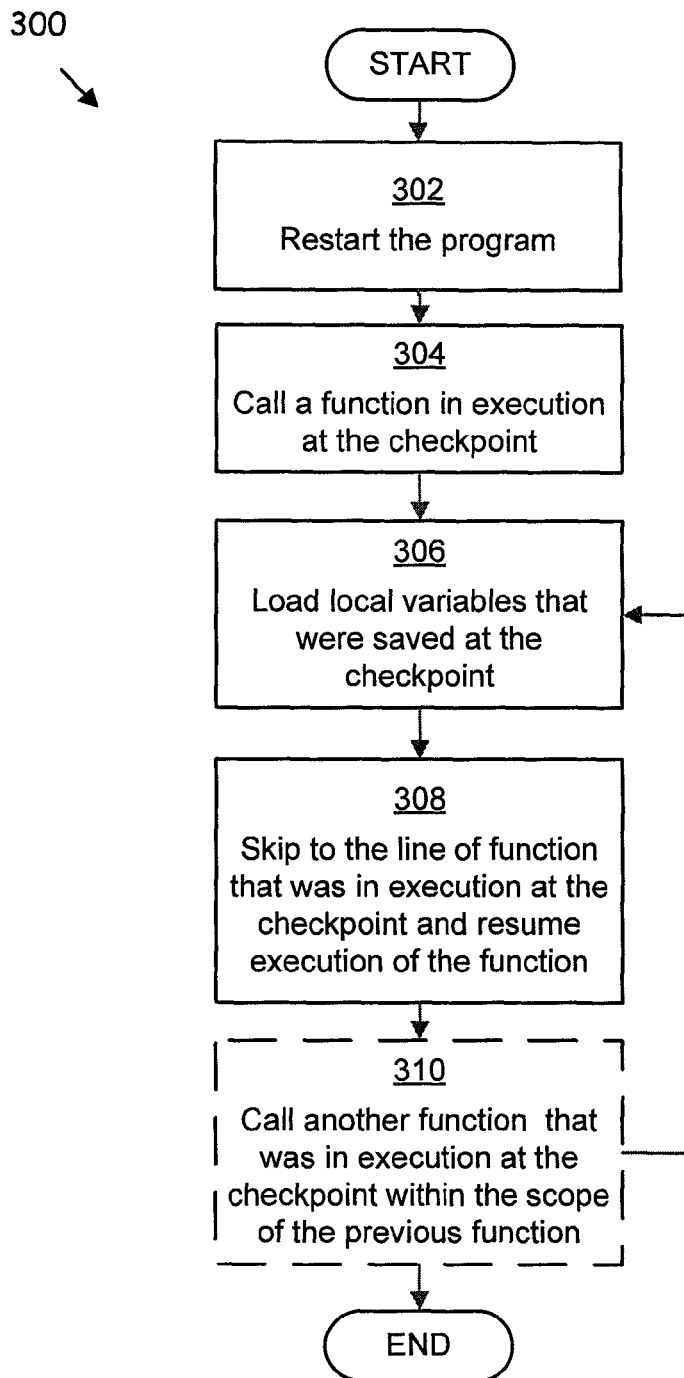 300
START
302
Restart the program
304
Call a function in execution
at the checkpoint
306
Load local variables that
were saved at the
checkpoint
308
Skip to the line of function
that was in execution at the
checkpoint and resume
execution of the function
310
Call another function that
was in execution at the
checkpoint within the scope
of the previous function
END